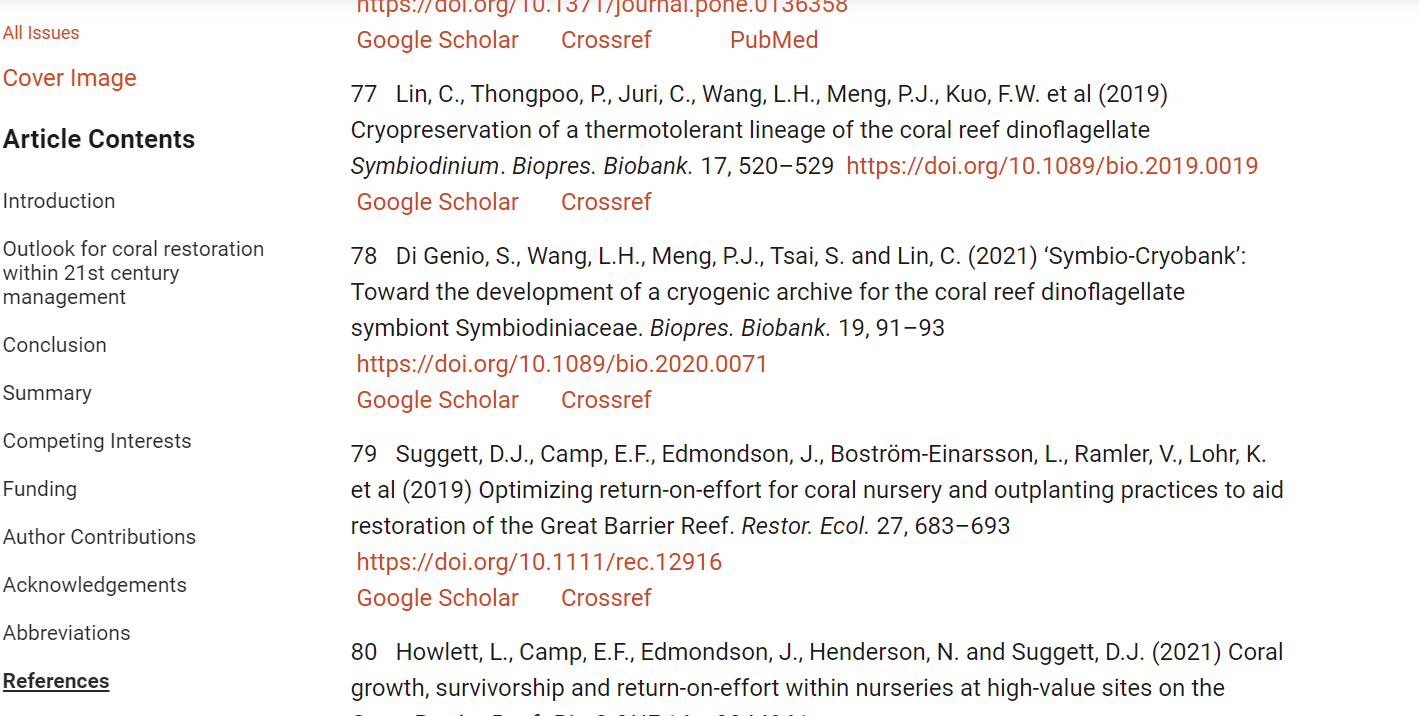 All Issues
Cover Image
Article Contents
Introduction
Outlook for coral restoration
within 21st century
management
Conclusion
Summary
Competing Interests
Funding
Author Contributions
Acknowledgements
Abbreviations
References
https://doi.org/10.1371/journal.pone.0136358
Google Scholar Crossref PubMed
77 Lin, C., Thongpoo, P., Juri, C., Wang, L.H., Meng, P.J., Kuo, F.W. et al (2019)
Cryopreservation of a thermotolerant lineage of the coral reef dinoflagellate
Symbiodinium. Biopres. Biobank. 17, 520–529 https://doi.org/10.1089/bio.2019.0019
Google Scholar Crossref
78 Di Genio, S., Wang, L.H., Meng, P.J., Tsai, S. and Lin, C. (2021) ‘Symbio-Cryobank’:
Toward the development of a cryogenic archive for the coral reef dinoflagellate
symbiont Symbiodiniaceae. Biopres. Biobank. 19, 91–93
https://doi.org/10.1089/bio.2020.0071
Google Scholar Crossref
79 Suggett, D.J., Camp, E.F., Edmondson, J., Boström-Einarsson, L., Ramler, V., Lohr, K.
et al (2019) Optimizing return-on-effort for coral nursery and outplanting practices to aid
restoration of the Great Barrier Reef. Restor. Ecol. 27, 683–693
https://doi.org/10.1111/rec.12916
Google Scholar Crossref
80 Howlett, L., Camp, E.F., Edmondson, J., Henderson, N. and Suggett, D.J. (2021) Coral
growth, survivorship and return-on-effort within nurseries at high-value sites on the